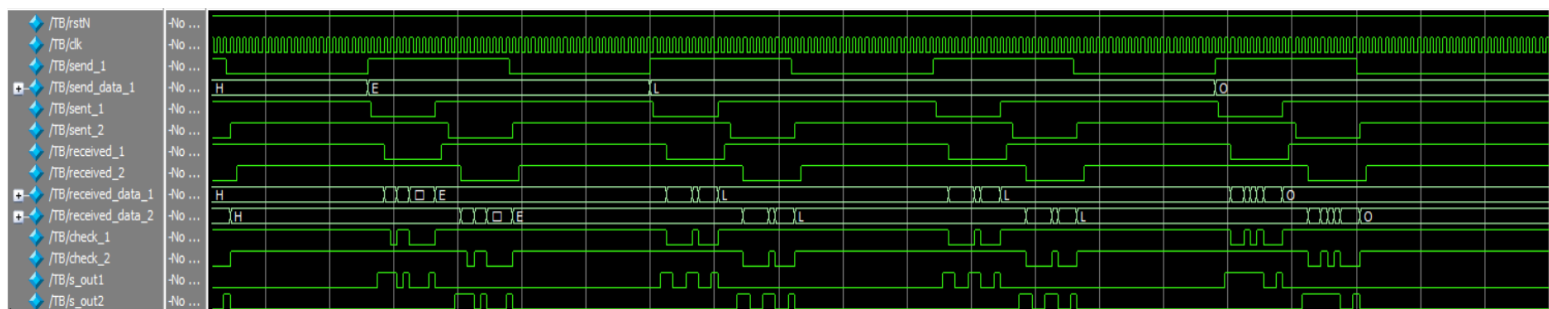 /TB/rstN -No ...
/TB/clk -No ...
/TB/send_1 -No ...
/TB/send_data_1 -No ... H E L O
/TB/sent_1 -No ...
/TB/sent_2 -No ...
/TB/received_1 -No ...
/TB/received_2 -No ...
/TB/received_data_1 -No ... H □ E L L O
/TB/received_data_2 -No ... H □ E L L O
/TB/check_1 -No ...
/TB/check_2 -No ...
/TB/s_out1 -No ...
/TB/s_out2 -No ...